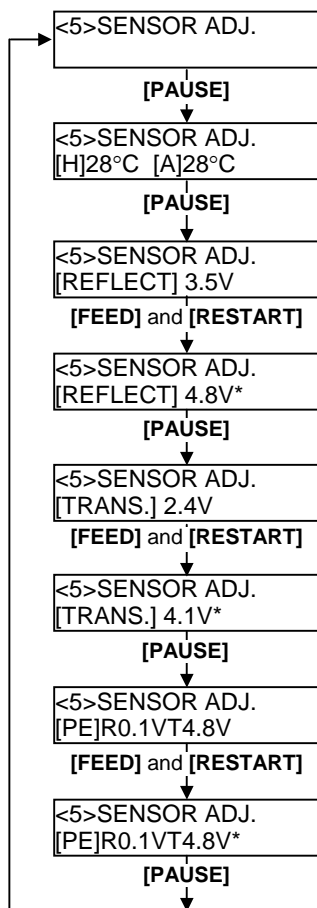 <5>SENSOR ADJ.
[PAUSE]
<5>SENSOR ADJ.
[H]28°C [A]28°C
[PAUSE]
<5>SENSOR ADJ.
[REFLECT] 3.5V
[FEED] and [RESTART]
<5>SENSOR ADJ.
[REFLECT] 4.8V*
[PAUSE]
<5>SENSOR ADJ.
[TRANS.] 2.4V
[FEED] and [RESTART]
<5>SENSOR ADJ.
[TRANS.] 4.1V*
[PAUSE]
<5>SENSOR ADJ.
[PE]R0.1VT4.8V
[FEED] and [RESTART]
<5>SENSOR ADJ.
[PE]R0.1VT4.8V*
[PAUSE]